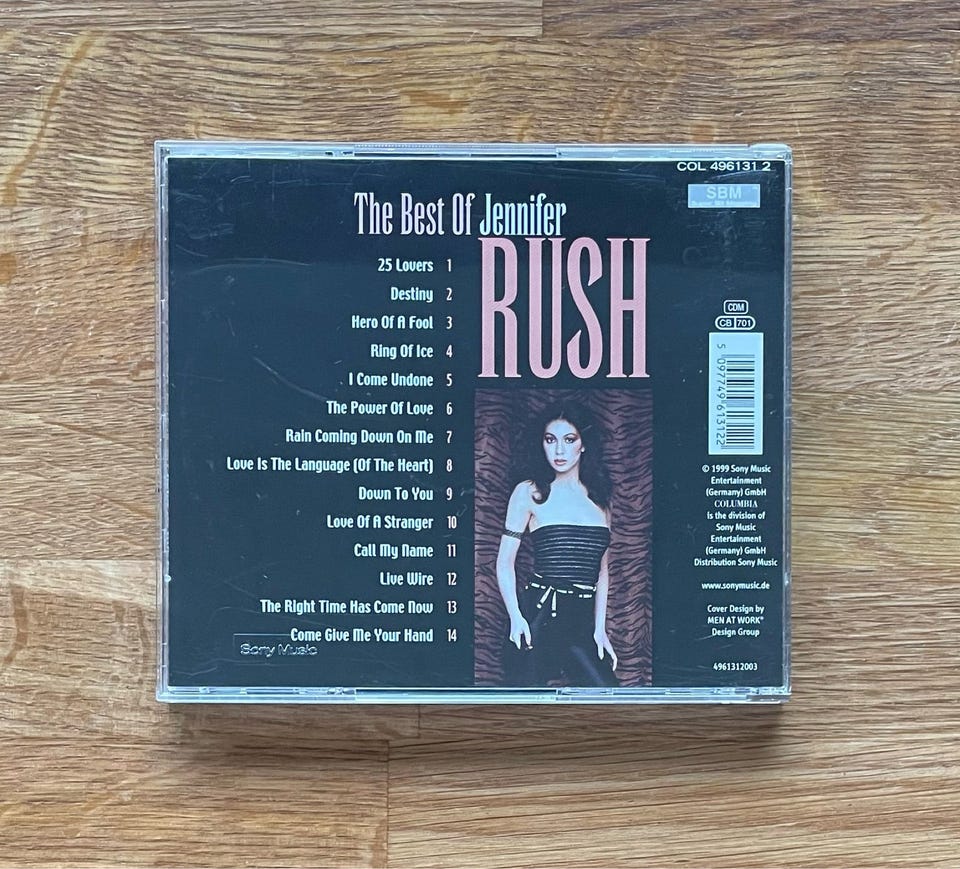 COL 496131 2
SBM
Super Bit Mapping
The Best Of Jennifer
RUSH
25 Lovers 1
Destiny 2
Hero Of A Fool 3
Ring Of Ice 4
I Come Undone 5
The Power Of Love 6
Rain Coming Down On Me 7
Love Is The Language (Of The Heart) 8
Down To You 9
Love Of A Stranger 10
Call My Name 11
Live Wire 12
The Right Time Has Come Now 13
Come Give Me Your Hand 14
Sony Music
CDM
CB 701
5 097749 613122
© 1999 Sony Music
Entertainment
(Germany) GmbH
COLUMBIA
is the division of
Sony Music
Entertainment
(Germany) GmbH
Distribution Sony Music
www.sonymusic.de
Cover Design by
MEN AT WORK®
Design Group
4961312003